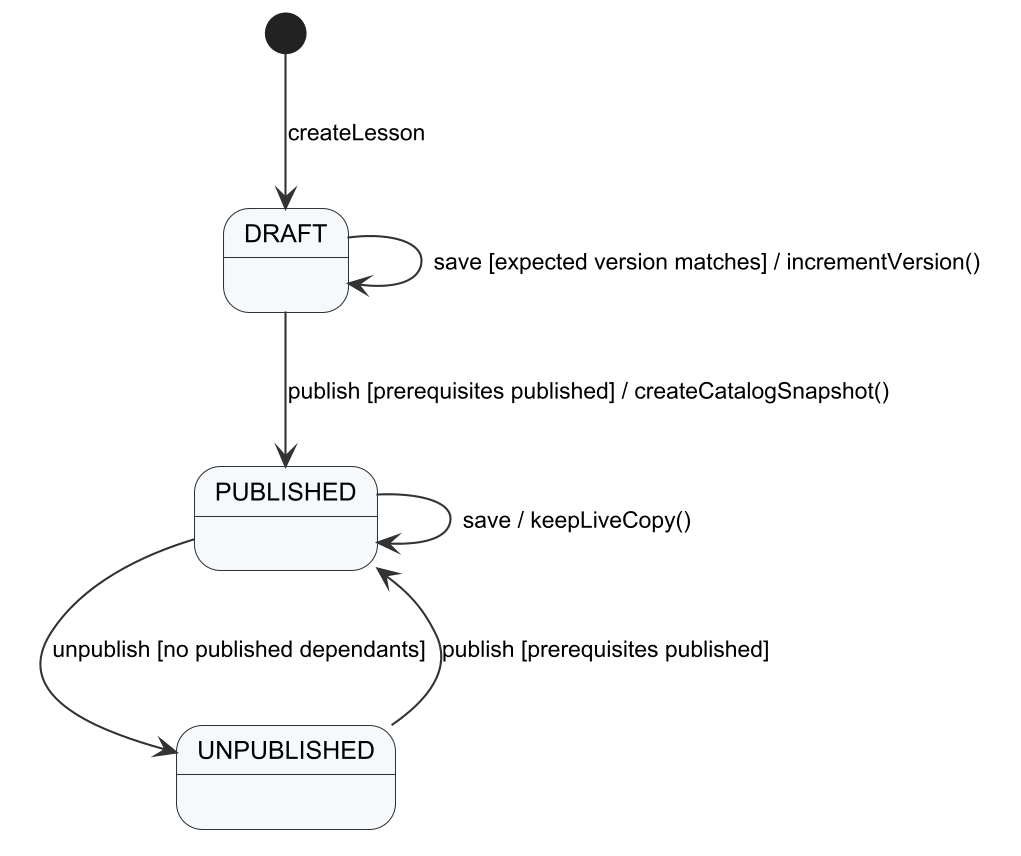 createLesson
DRAFT
save [expected version matches] / incrementVersion()
publish [prerequisites published] / createCatalogSnapshot()
PUBLISHED
save / keepLiveCopy()
unpublish [no published dependants]
publish [prerequisites published]
UNPUBLISHED